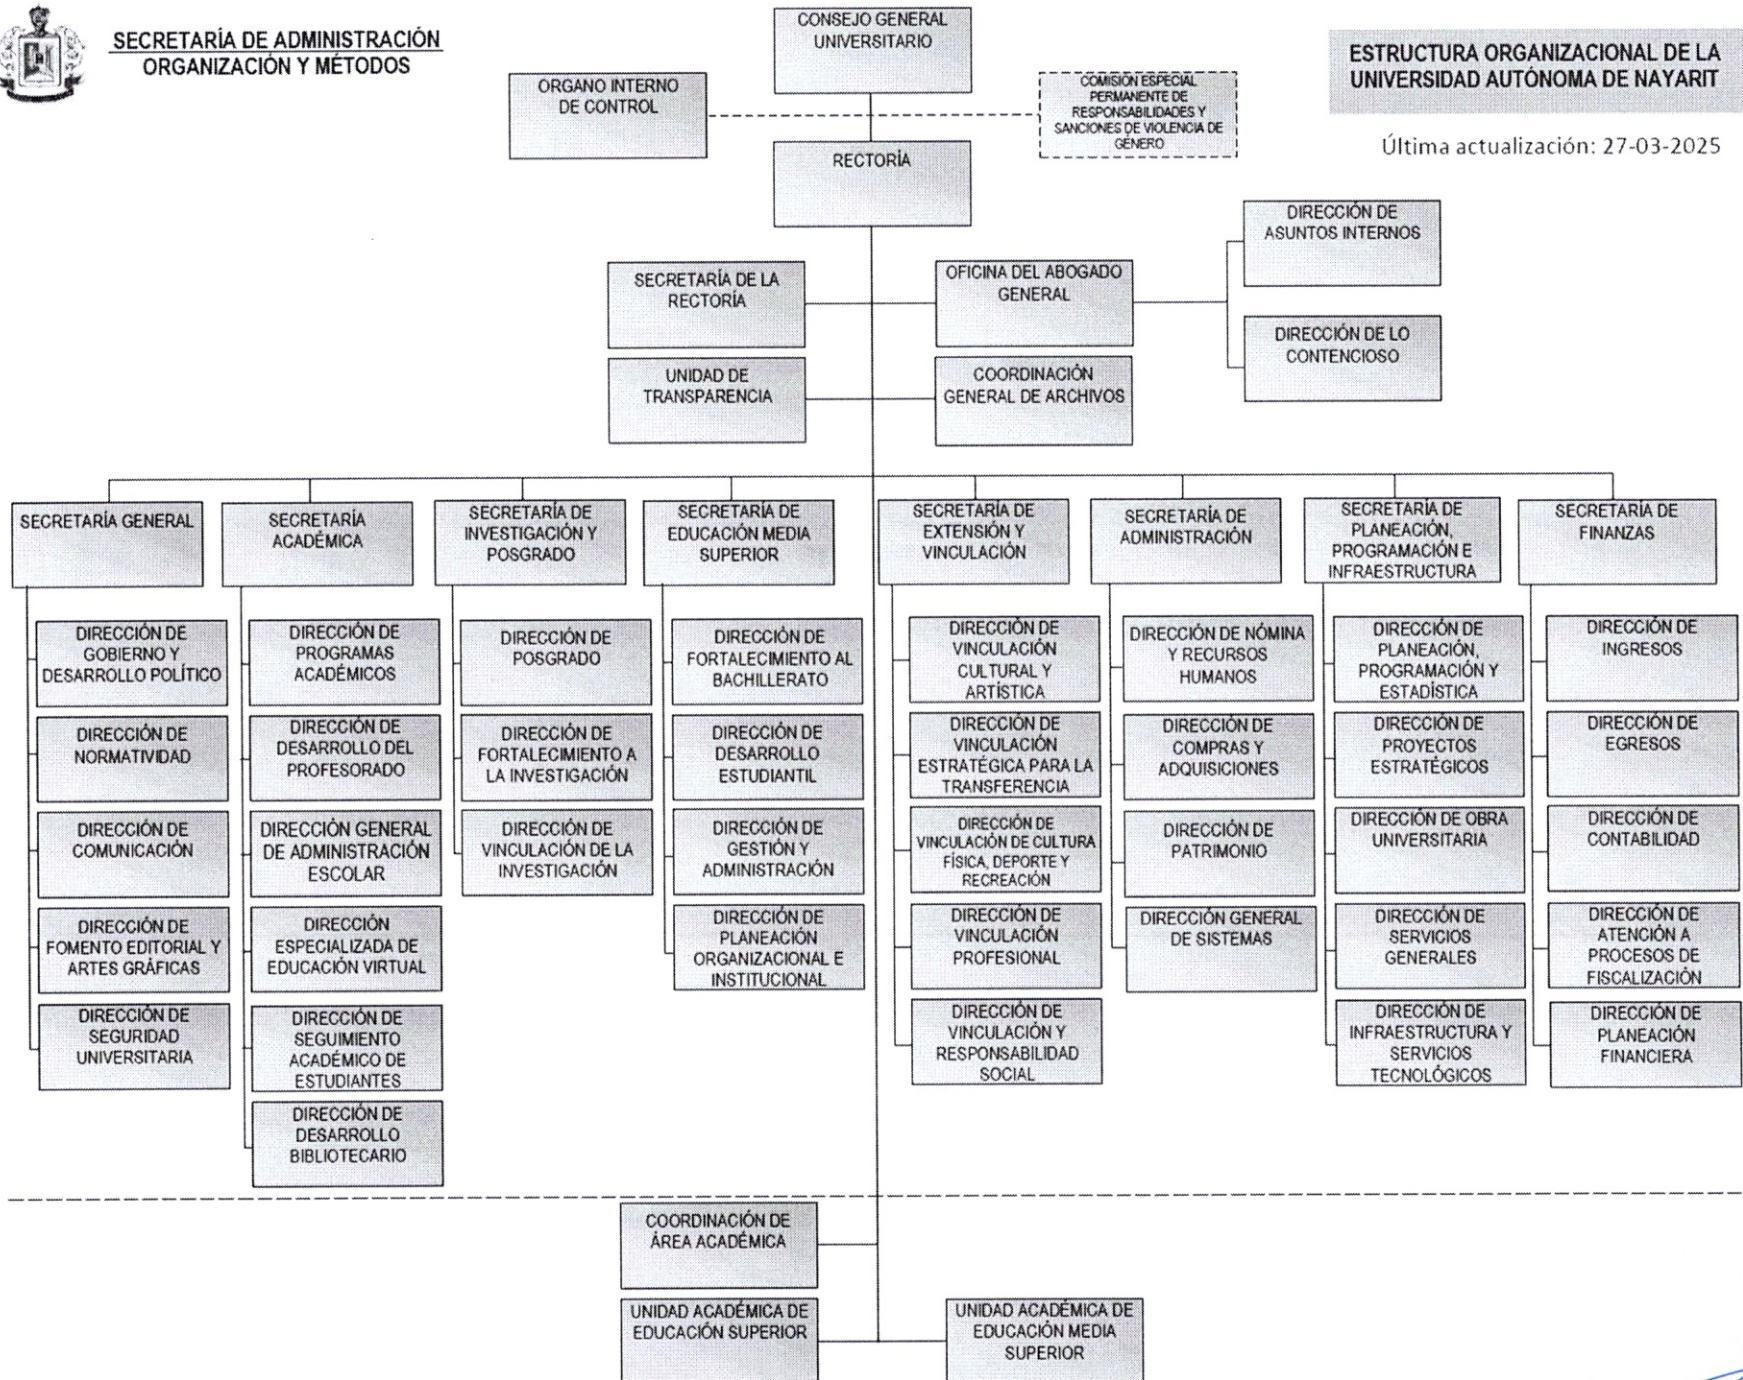 SECRETARÍA DE ADMINISTRACIÓN
ORGANIZACIÓN Y MÉTODOS
CONSEJO GENERAL
UNIVERSITARIO
ESTRUCTURA ORGANIZACIONAL DE LA
UNIVERSIDAD AUTÓNOMA DE NAYARIT
Última actualización: 27-03-2025
ORGANO INTERNO
DE CONTROL
COMISIÓN ESPECIAL
PERMANENTE DE
RESPONSABILIDADES Y
SANCIONES DE VIOLENCIA DE
GÉNERO
RECTORÍA
SECRETARÍA DE LA
RECTORÍA
OFICINA DEL ABOGADO
GENERAL
DIRECCIÓN DE
ASUNTOS INTERNOS
DIRECCIÓN DE LO
CONTENCIOSO
UNIDAD DE
TRANSPARENCIA
COORDINACIÓN
GENERAL DE ARCHIVOS
SECRETARÍA GENERAL
DIRECCIÓN DE
GOBIERNO Y
DESARROLLO POLÍTICO
DIRECCIÓN DE
NORMATIVIDAD
DIRECCIÓN DE
COMUNICACIÓN
DIRECCIÓN DE
FOMENTO EDITORIAL Y
ARTES GRÁFICAS
DIRECCIÓN DE
SEGURIDAD
UNIVERSITARIA
SECRETARÍA
ACADÉMICA
DIRECCIÓN DE
PROGRAMAS
ACADÉMICOS
DIRECCIÓN DE
DESARROLLO DEL
PROFESORADO
DIRECCIÓN GENERAL
DE ADMINISTRACIÓN
ESCOLAR
DIRECCIÓN
ESPECIALIZADA DE
EDUCACIÓN VIRTUAL
DIRECCIÓN DE
SEGUIMIENTO
ACADÉMICO DE
ESTUDIANTES
DIRECCIÓN DE
DESARROLLO
BIBLIOTECARIO
SECRETARÍA DE
INVESTIGACIÓN Y
POSGRADO
DIRECCIÓN DE
POSGRADO
DIRECCIÓN DE
FORTALECIMIENTO A
LA INVESTIGACIÓN
DIRECCIÓN DE
VINCULACIÓN DE LA
INVESTIGACIÓN
SECRETARÍA DE
EDUCACIÓN MEDIA
SUPERIOR
DIRECCIÓN DE
FORTALECIMIENTO AL
BACHILLERATO
DIRECCIÓN DE
DESARROLLO
ESTUDIANTIL
DIRECCIÓN DE
GESTIÓN Y
ADMINISTRACIÓN
DIRECCIÓN DE
PLANEACIÓN
ORGANIZACIONAL E
INSTITUCIONAL
SECRETARÍA DE
EXTENSIÓN Y
VINCULACIÓN
DIRECCIÓN DE
VINCULACIÓN
CULTURAL Y
ARTÍSTICA
DIRECCIÓN DE
VINCULACIÓN
ESTRATÉGICA PARA LA
TRANSFERENCIA
DIRECCIÓN DE
VINCULACIÓN DE CULTURA
FÍSICA, DEPORTE Y
RECREACIÓN
DIRECCIÓN DE
VINCULACIÓN
PROFESIONAL
DIRECCIÓN DE
VINCULACIÓN Y
RESPONSABILIDAD
SOCIAL
SECRETARÍA DE
ADMINISTRACIÓN
DIRECCIÓN DE NÓMINA
Y RECURSOS
HUMANOS
DIRECCIÓN DE
COMPRAS Y
ADQUISICIONES
DIRECCIÓN DE
PATRIMONIO
DIRECCIÓN GENERAL
DE SISTEMAS
SECRETARÍA DE
PLANEACIÓN,
PROGRAMACIÓN E
INFRAESTRUCTURA
DIRECCIÓN DE
PLANEACIÓN,
PROGRAMACIÓN Y
ESTADÍSTICA
DIRECCIÓN DE
PROYECTOS
ESTRATÉGICOS
DIRECCIÓN DE OBRA
UNIVERSITARIA
DIRECCIÓN DE
SERVICIOS
GENERALES
DIRECCIÓN DE
INFRAESTRUCTURA Y
SERVICIOS
TECNOLÓGICOS
SECRETARÍA DE
FINANZAS
DIRECCIÓN DE
INGRESOS
DIRECCIÓN DE
EGRESOS
DIRECCIÓN DE
CONTABILIDAD
DIRECCIÓN DE
ATENCIÓN A
PROCESOS DE
FISCALIZACIÓN
DIRECCIÓN DE
PLANEACIÓN
FINANCIERA
COORDINACIÓN DE
ÁREA ACADÉMICA
UNIDAD ACADÉMICA DE
EDUCACIÓN SUPERIOR
UNIDAD ACADÉMICA DE
EDUCACIÓN MEDIA
SUPERIOR